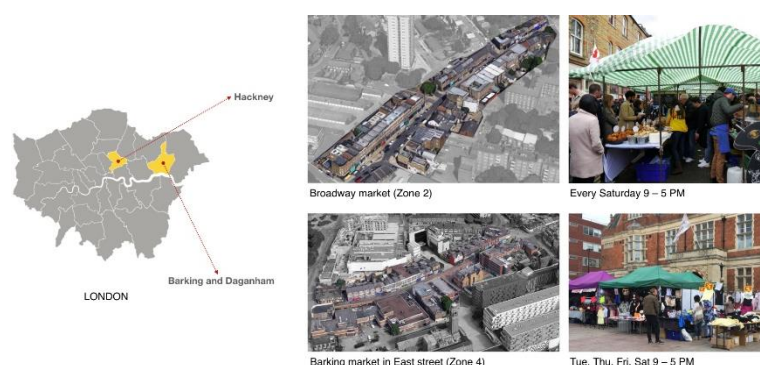 Hackney
Barking and Daganham
LONDON
Broadway market (Zone 2)
Every Saturday 9 – 5 PM
Barking market in East street (Zone 4)
Tue, Thu, Fri, Sat 9 – 5 PM